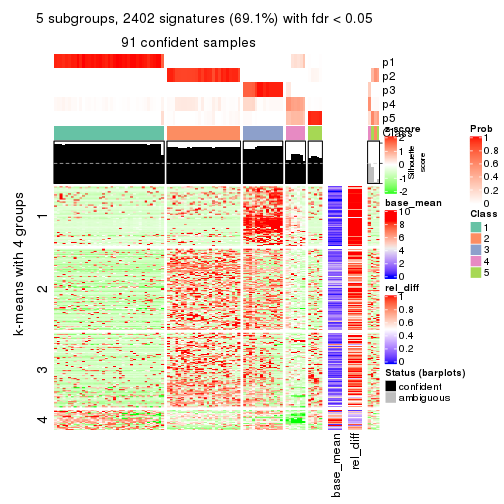 5 subgroups, 2402 signatures (69.1%) with fdr < 0.05
91 confident samples
p1
p2
p3
p4
p5
Class
z-score
2
1
0
-1
-2
Silhouette
score
base_mean
10
8
6
4
2
0
rel_diff
1
0.8
0.6
0.4
0.2
0
Status (barplots)
confident
ambiguous
Prob
1
0.8
0.6
0.4
0.2
0
Class
1
2
3
4
5
k-means with 4 groups
1
2
3
4
base_mean
rel_diff